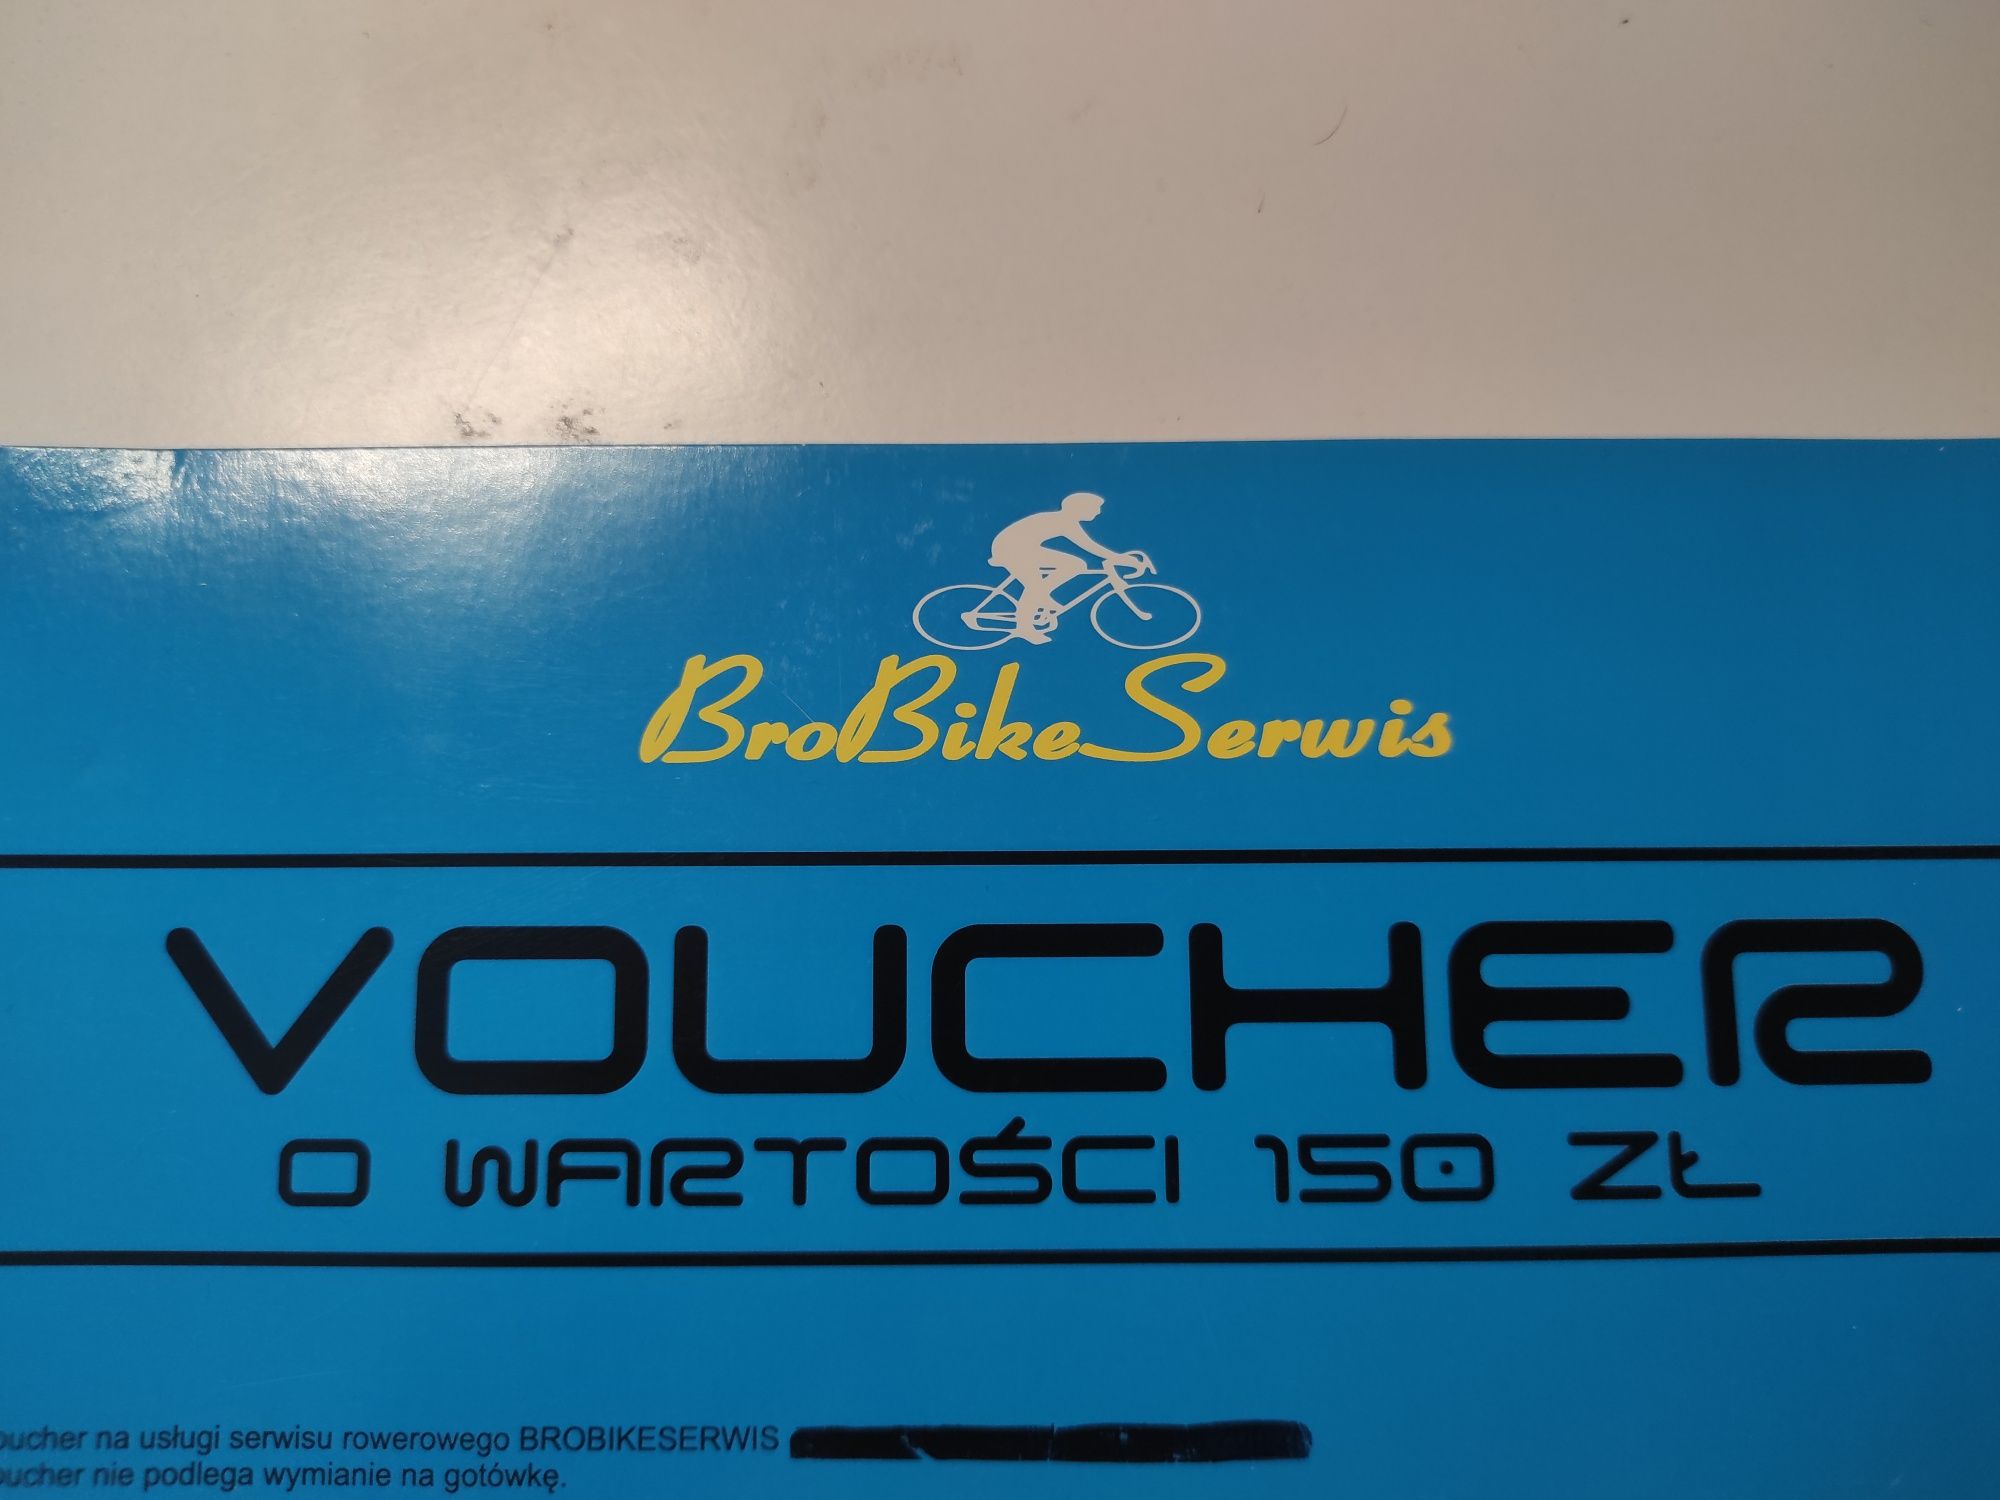 BroBikeSerwis
VOUCHER
O WARTOŚCI 150 ZŁ
oucher na usługi serwisu rowerowego BROBIKESERWIS
oucher nie podlega wymianie na gotówkę.